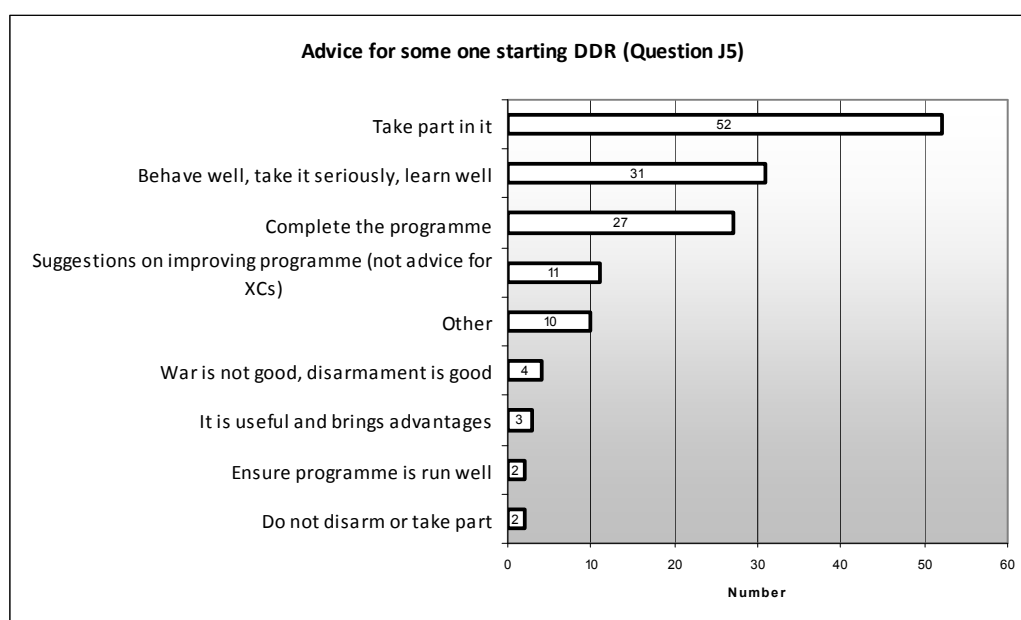 Advice for some one starting DDR (Question J5)
Take part in it
52
Behave well, take it seriously, learn well
31
Complete the programme
27
Suggestions on improving programme (not advice for
XCs)
11
Other
10
War is not good, disarmament is good
4
It is useful and brings advantages
3
Ensure programme is run well
2
Do not disarm or take part
2
0 10 20 30 40 50 60
Number